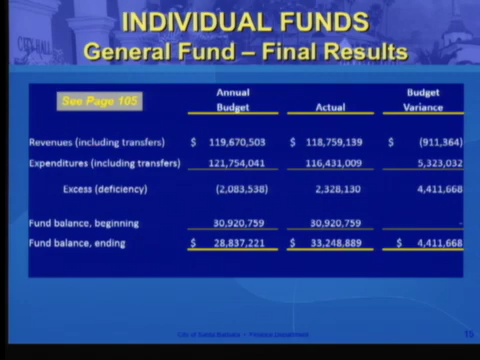 CITY HALL
INDIVIDUAL FUNDS
General Fund – Final Results
See Page 105
Annual Budget Actual Budget Variance
Revenues (including transfers) $ 119,670,503 $ 118,759,139 $ (911,364)
Expenditures (including transfers) 121,754,041 116,431,009 5,323,032
Excess (deficiency) (2,083,538) 2,328,130 4,411,668
Fund balance, beginning 30,920,759 30,920,759 -
Fund balance, ending $ 28,837,221 $ 33,248,889 $ 4,411,668
City of Santa Barbara • Finance Department 15